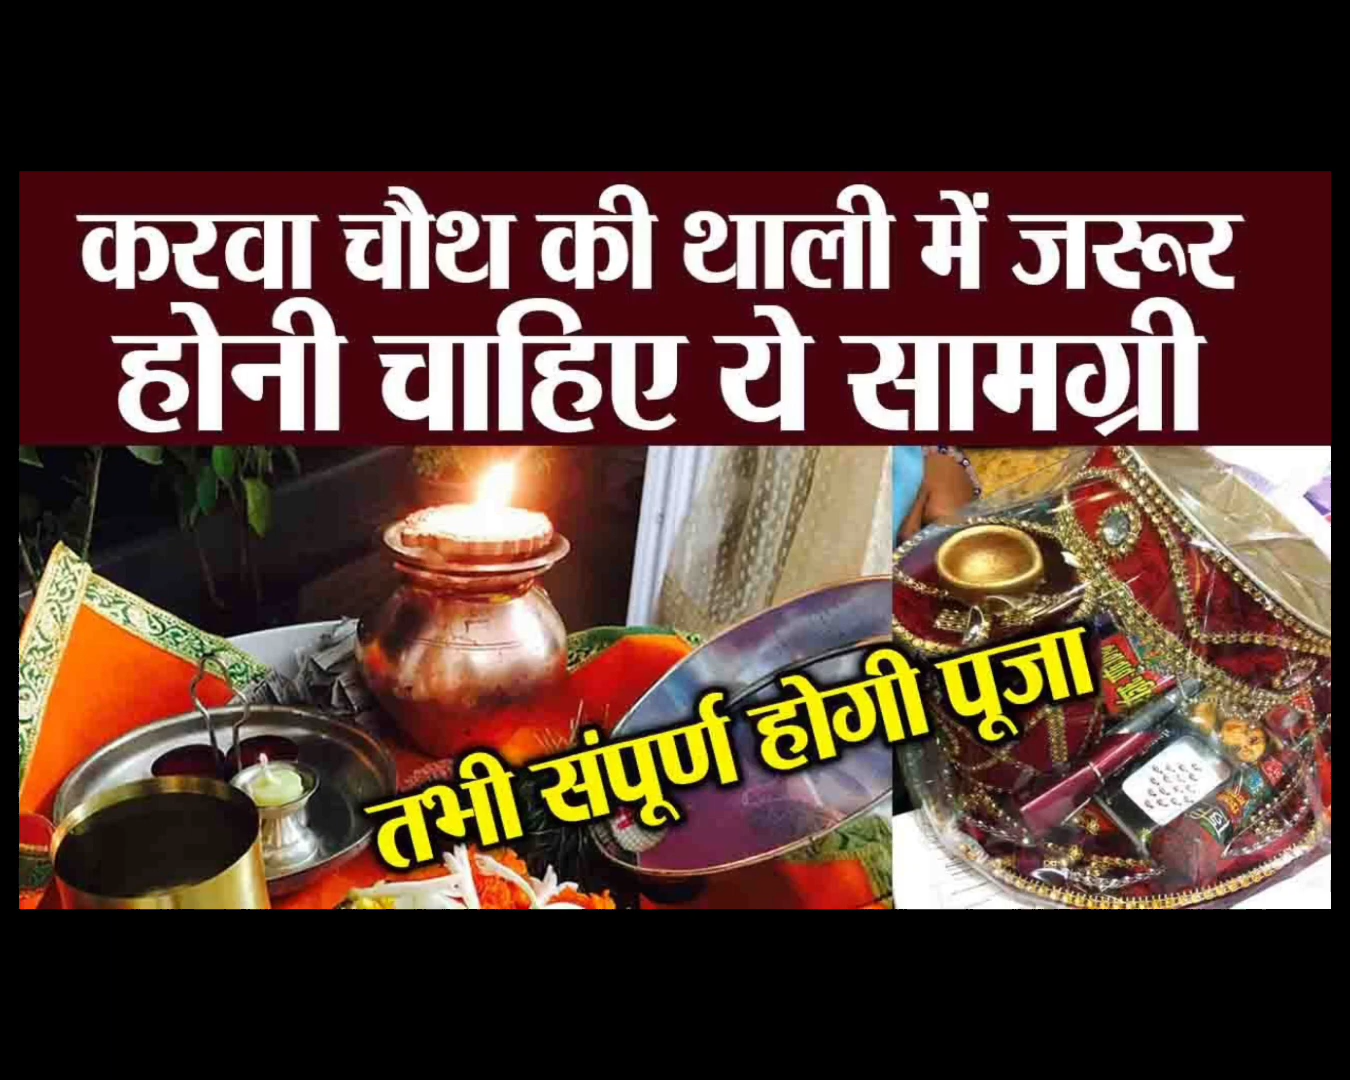 करवा चौथ की थाली में जरूर
होनी चाहिए ये सामग्री
तभी संपूर्ण होगी पूजा